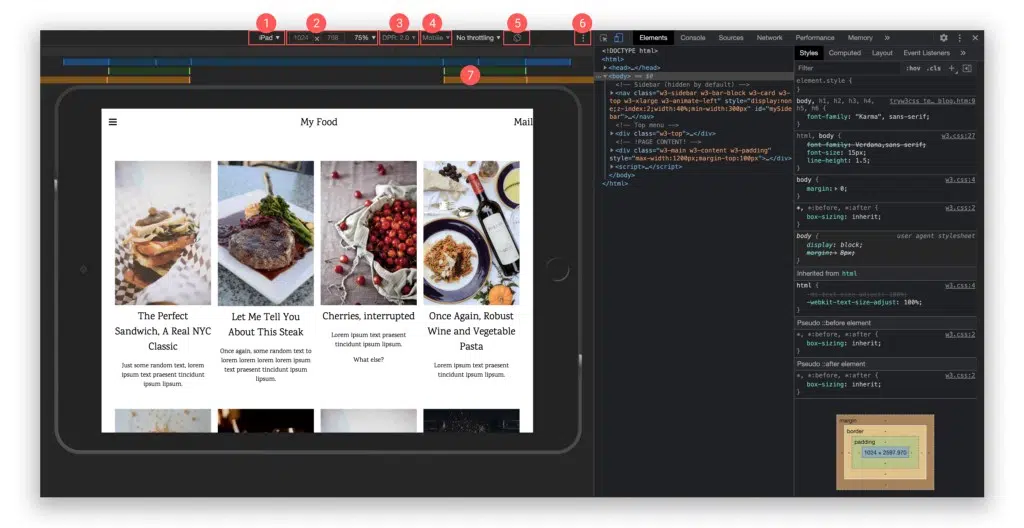 1 2 3 4 5 6
iPad ▾ 1024 × 768 75% ▾ DPR: 2.0 ▾ Mobile ▾ No throttling ▾
Elements Console Sources Network Performance Memory »
7
My Food Mail
The Perfect
Sandwich, A Real NYC
Classic
Just some random text, lorem
ipsum text praesent tincidunt
ipsum lipsum.
Let Me Tell You
About This Steak
Once again, some random text to
lorem lorem lorem lorem ipsum
text praesent tincidunt ipsum
lipsum.
Cherries, interrupted
Lorem ipsum text praesent
tincidunt ipsum lipsum.
What else?
Once Again, Robust
Wine and Vegetable
Pasta
Lorem ipsum text praesent
tincidunt ipsum lipsum.
<!DOCTYPE html>
<html>
▸<head>…</head>
…▾<body> == $0
<!-- Sidebar (hidden by default) -->
▸<nav class="w3-sidebar w3-bar-block w3-card w3-
top w3-xlarge w3-animate-left" style="display:non
e;z-index:2;width:40%;min-width:300px" id="mySide
bar">…</nav>
<!-- Top menu -->
▸<div class="w3-top">…</div>
<!-- !PAGE CONTENT! -->
▸<div class="w3-main w3-content w3-padding"
style="max-width:1200px;margin-top:100px">…</div>
▸<script>…</script>
</body>
</html>
Styles Computed Layout Event Listeners »
Filter :hov .cls +
element.style {
}
body, h1, h2, h3, h4, tryw3css_te… blog.htm:8
h5, h6 {
font-family: "Karma", sans-serif;
}
html, body { w3.css:27
font-family: Verdana,sans-serif;
font-size: 15px;
line-height: 1.5;
}
body { w3.css:4
margin:▸ 0;
}
*, *:before, *:after { w3.css:2
box-sizing: inherit;
}
body { user agent stylesheet
display: block;
margin:▸ 8px;
}
Inherited from html
html { w3.css:4
-ms-text-size-adjust: 100%;
-webkit-text-size-adjust: 100%;
}
Pseudo ::before element
*, *:before, *:after { w3.css:2
box-sizing: inherit;
}
Pseudo ::after element
*, *:before, *:after { w3.css:2
box-sizing: inherit;
}
margin -
border -
padding -
1024 × 2597.970